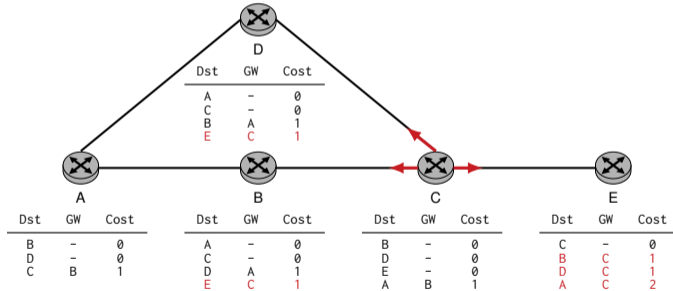 D
Dst GW Cost
A - 0
C - 0
B A 1
E C 1
A
Dst GW Cost
B - 0
D - 0
C B 1
B
Dst GW Cost
A - 0
C - 0
D A 1
E C 1
C
Dst GW Cost
B - 0
D - 0
E - 0
A B 1
E
Dst GW Cost
C - 0
B C 1
D C 1
A C 2